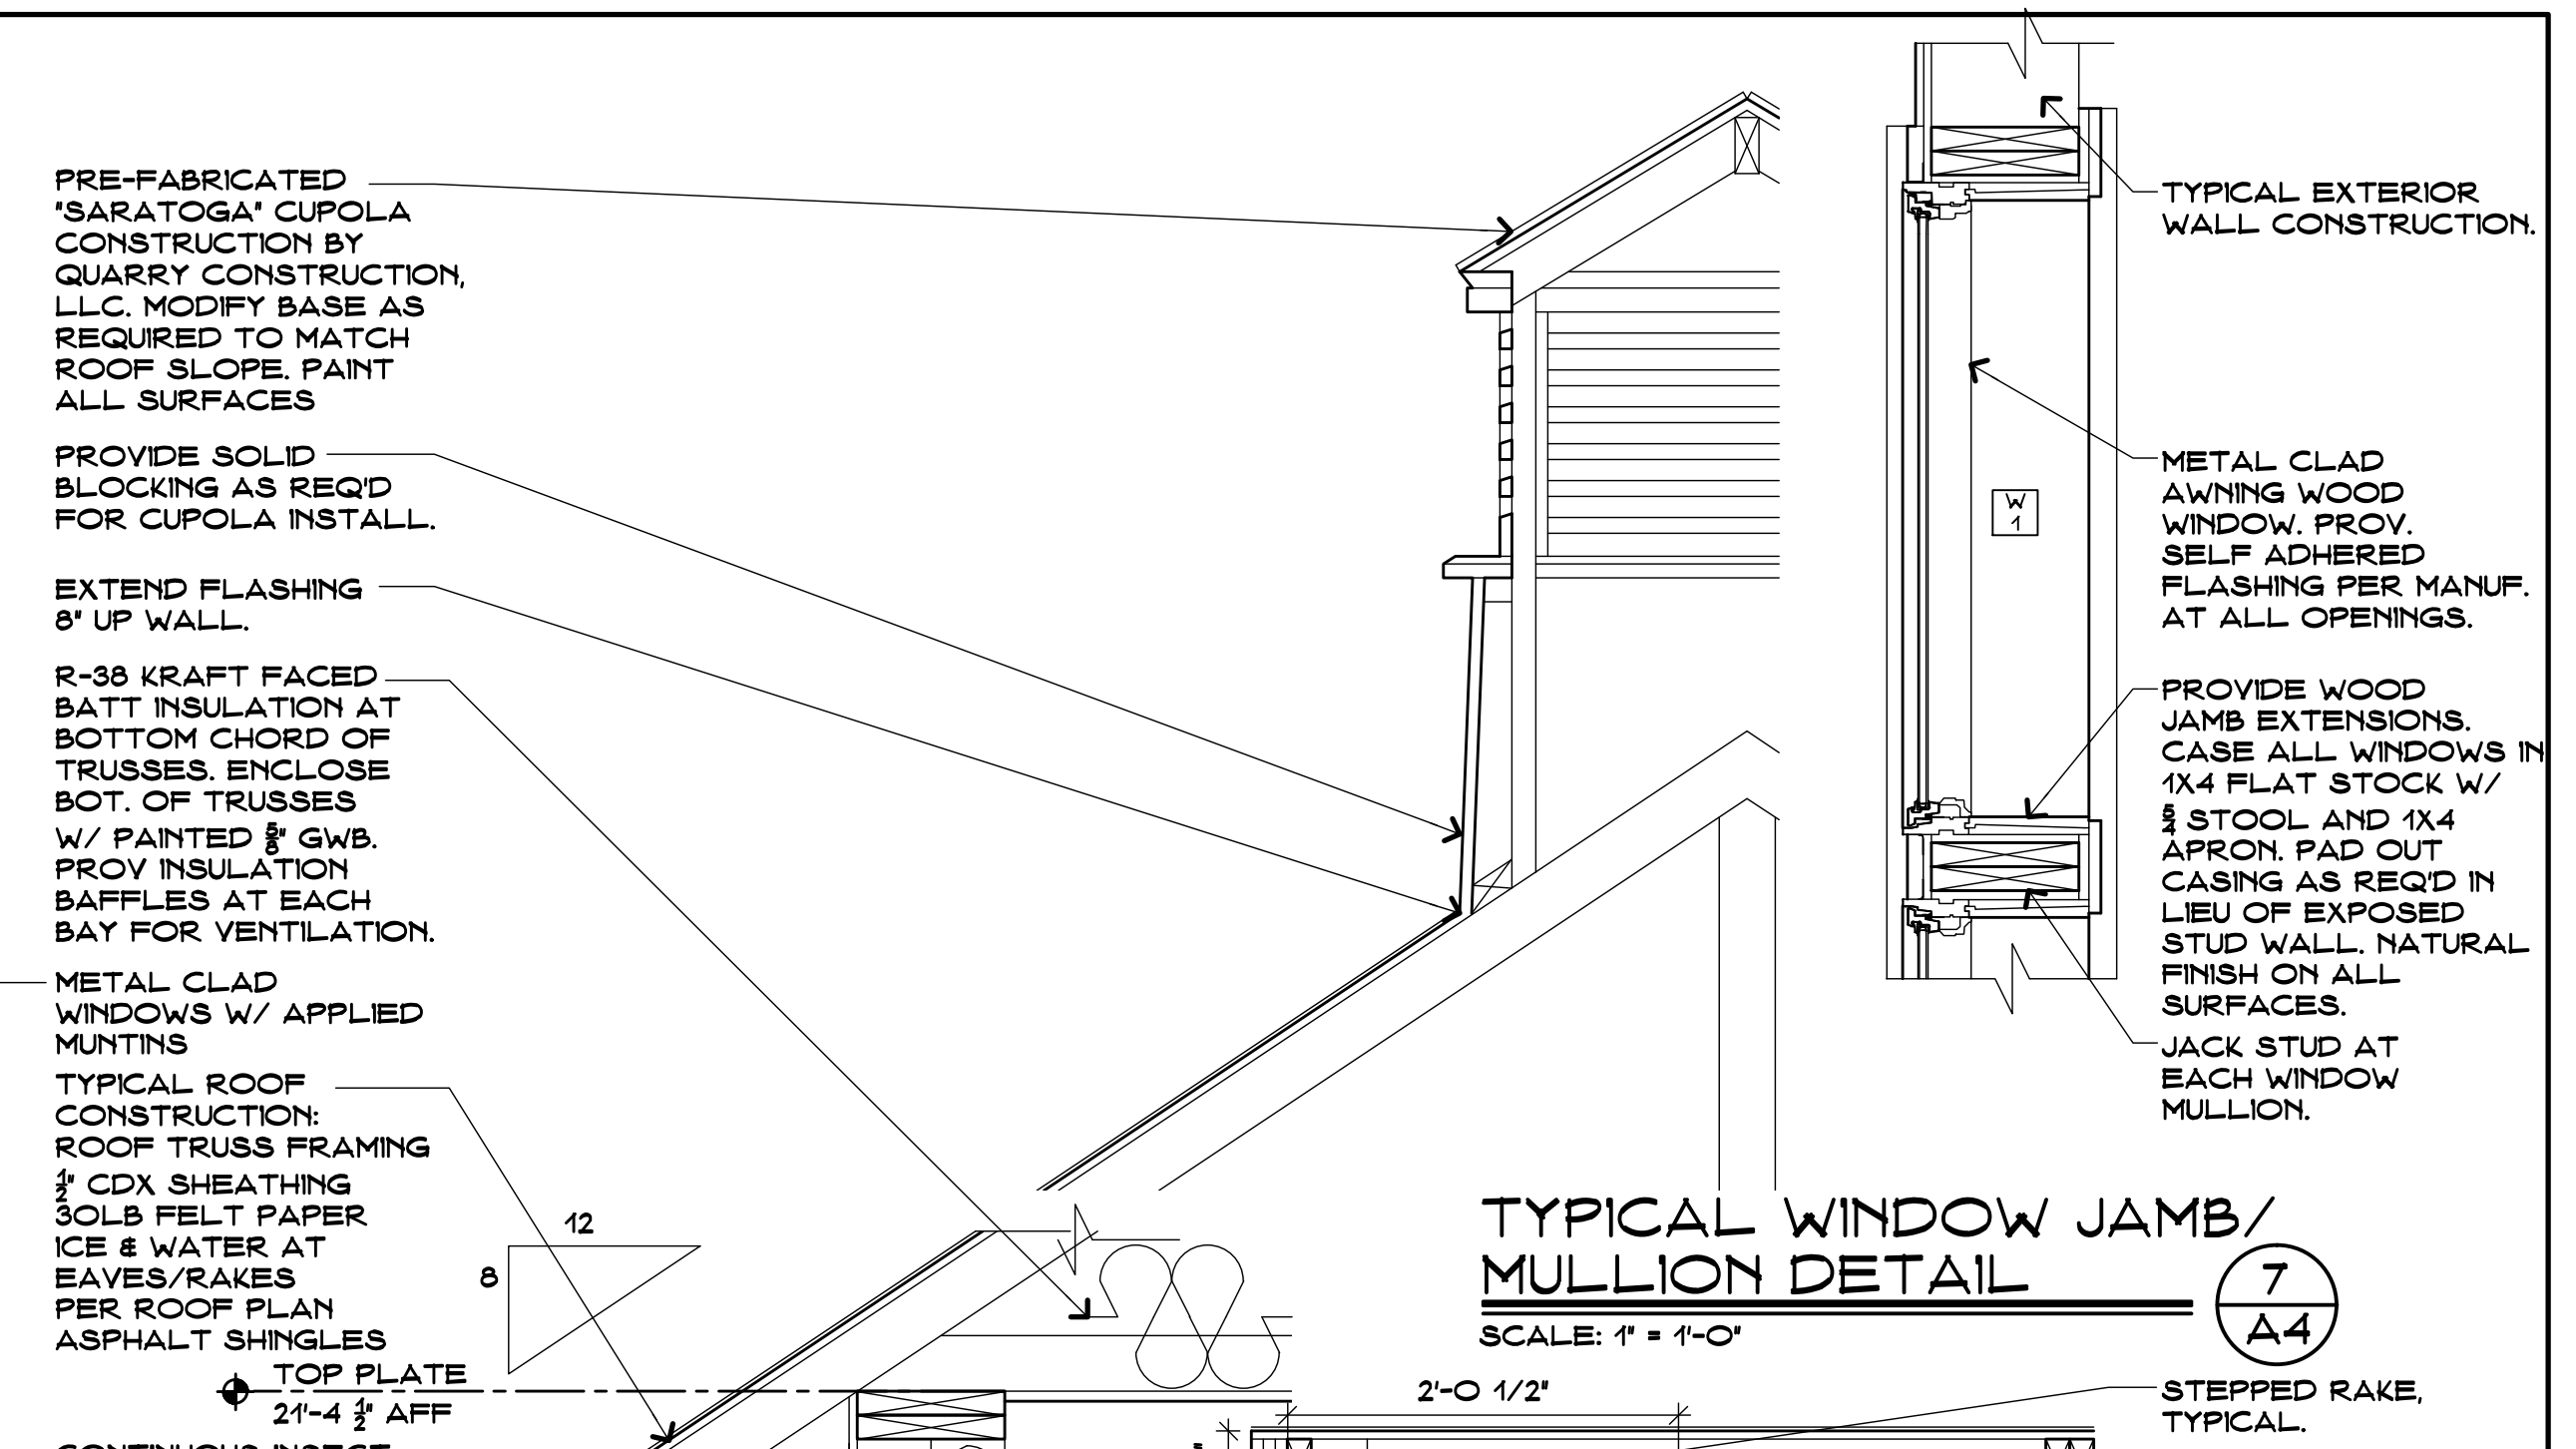 PRE-FABRICATED
"SARATOGA" CUPOLA
CONSTRUCTION BY
QUARRY CONSTRUCTION,
LLC. MODIFY BASE AS
REQUIRED TO MATCH
ROOF SLOPE. PAINT
ALL SURFACES
PROVIDE SOLID
BLOCKING AS REQ'D
FOR CUPOLA INSTALL.
EXTEND FLASHING
8" UP WALL.
R-38 KRAFT FACED
BATT INSULATION AT
BOTTOM CHORD OF
TRUSSES. ENCLOSE
BOT. OF TRUSSES
W/ PAINTED 5/8" GWB.
PROV INSULATION
BAFFLES AT EACH
BAY FOR VENTILATION.
METAL CLAD
WINDOWS W/ APPLIED
MUNTINS
TYPICAL ROOF
CONSTRUCTION:
ROOF TRUSS FRAMING
1/2" CDX SHEATHING
30LB FELT PAPER
ICE & WATER AT
EAVES/RAKES
PER ROOF PLAN
ASPHALT SHINGLES
12
8
TOP PLATE
21'-4 1/2" AFF
CONTINUOUS INSECT
TYPICAL EXTERIOR
WALL CONSTRUCTION.
METAL CLAD
AWNING WOOD
WINDOW. PROV.
SELF ADHERED
FLASHING PER MANUF.
AT ALL OPENINGS.
W
1
PROVIDE WOOD
JAMB EXTENSIONS.
CASE ALL WINDOWS IN
1X4 FLAT STOCK W/
5/4 STOOL AND 1X4
APRON. PAD OUT
CASING AS REQ'D IN
LIEU OF EXPOSED
STUD WALL. NATURAL
FINISH ON ALL
SURFACES.
JACK STUD AT
EACH WINDOW
MULLION.
TYPICAL WINDOW JAMB/
MULLION DETAIL
SCALE: 1" = 1'-0"
7
A4
2'-0 1/2"
STEPPED RAKE,
TYPICAL.